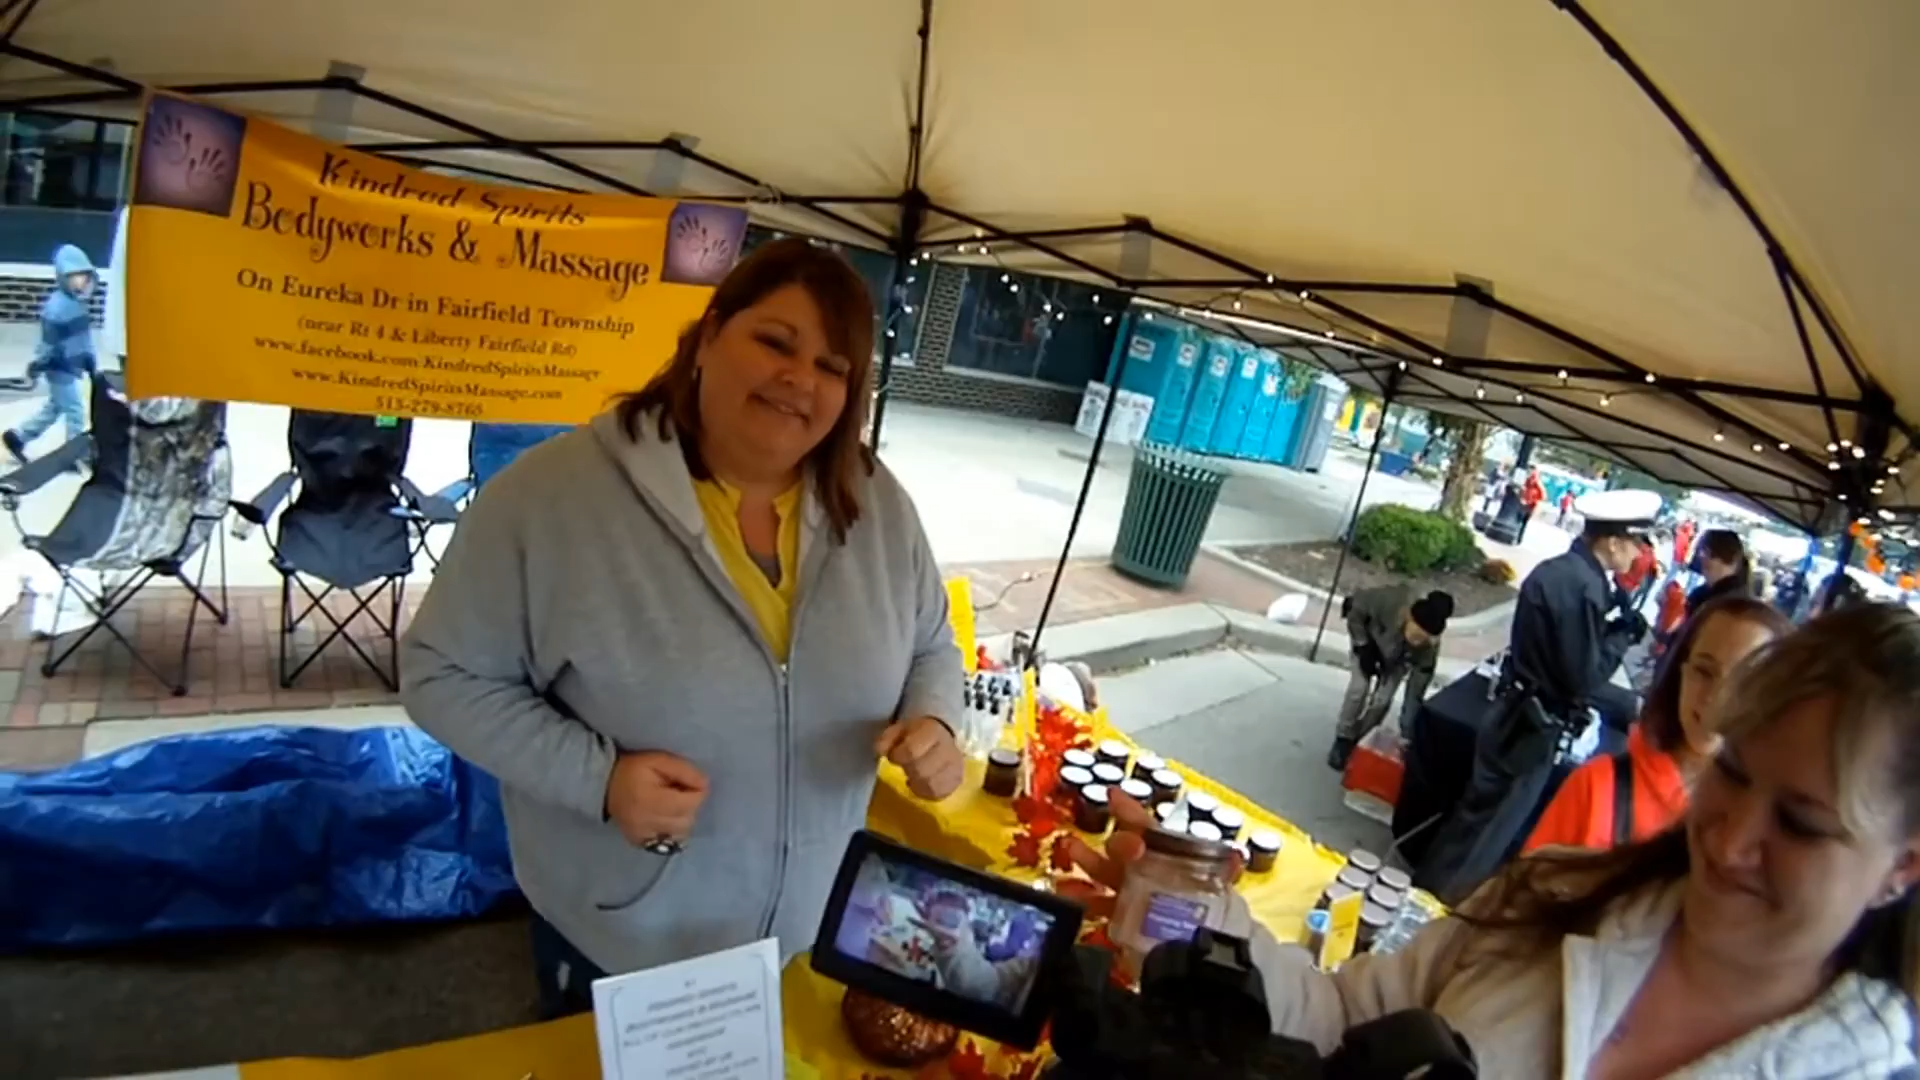 Kindred Spirits
Bodyworks & Massage
On Eureka Dr in Fairfield Township
(near Rt 4 & Liberty Fairfield Rd)
www.facebook.com/KindredSpiritsMassage
www.KindredSpiritsMassage.com
513-279-8765